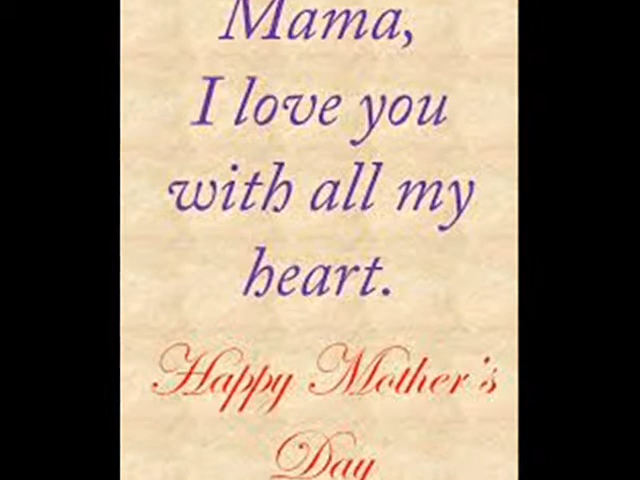 Mama,
I love you
with all my
heart.
Happy Mother's
Day